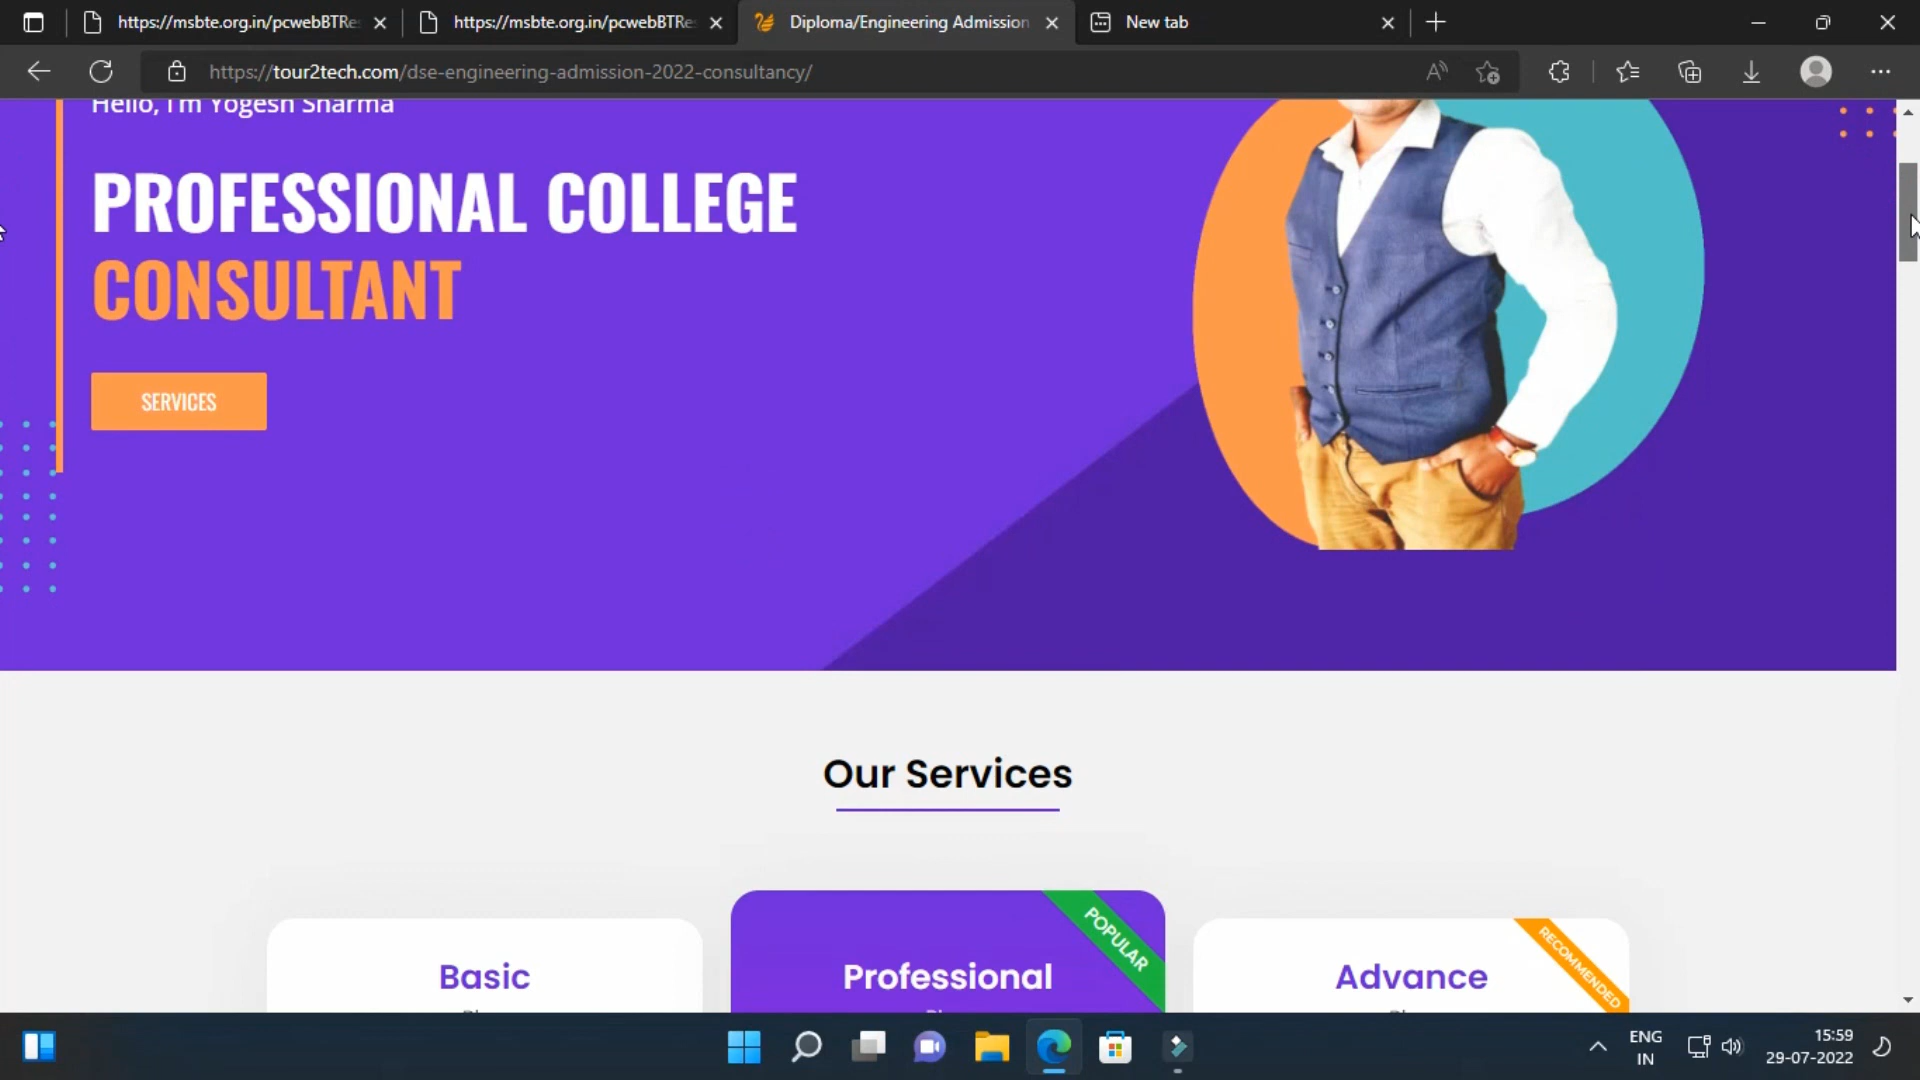 https://msbte.org.in/pcwebBTRe
https://msbte.org.in/pcwebBTRe
Diploma/Engineering Admission
New tab
https://tour2tech.com/dse-engineering-admission-2022-consultancy/
Hello, I'm Yogesh Sharma
PROFESSIONAL COLLEGE
CONSULTANT
SERVICES
Our Services
Basic
Professional
POPULAR
Advance
RECOMMENDED
ENG
IN
15:59
29-07-2022